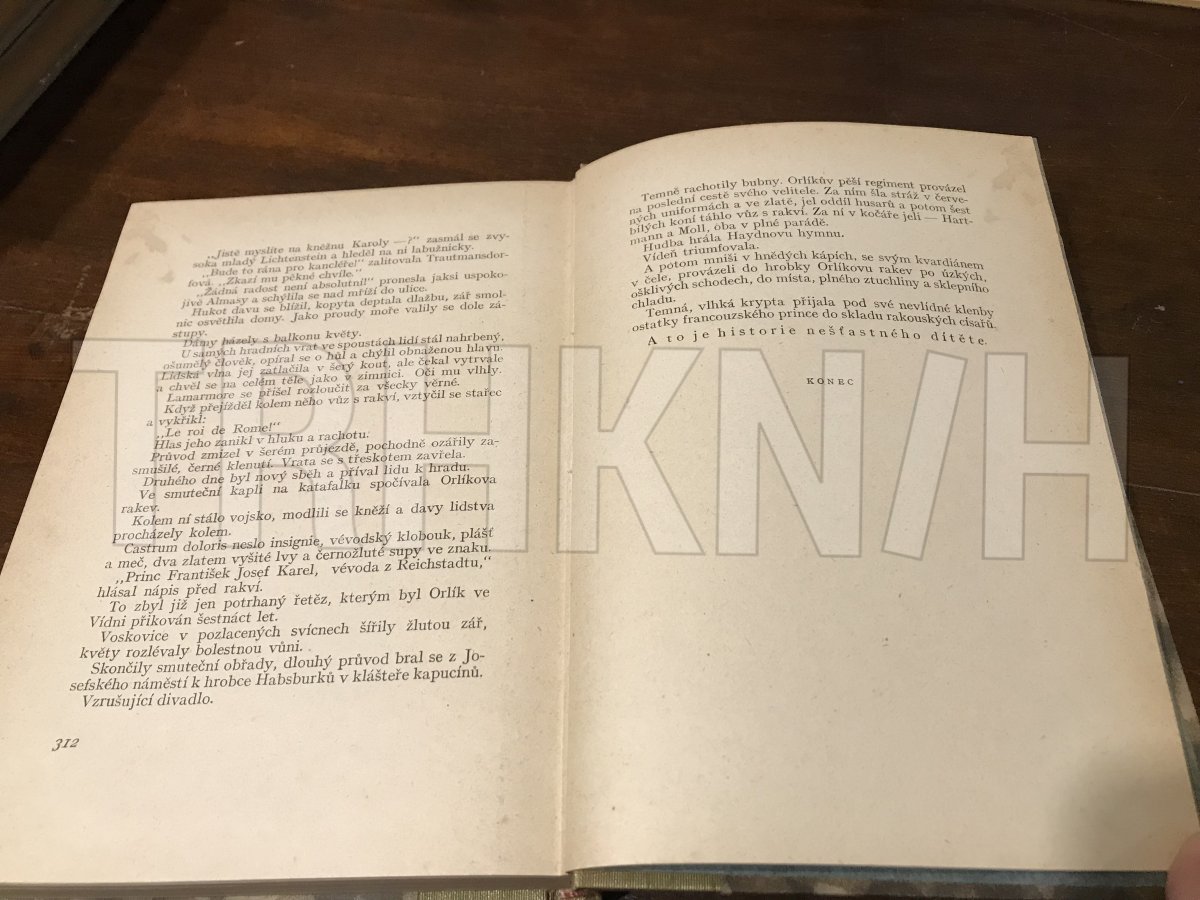 „Jistě myslíte na kněžnu Karoly —?“ zasmál se zvy-
soka mladý Lichtenstein a hleděl na ni labužnicky.
„Bude to rána pro kancléře!“ zalitovala Trautmansdor-
fová. „Zkazí mu pěkné chvíle.“
„Žádná radost není absolutní!“ pronesla jaksi uspoko-
jivě Almasy a schýlila se nad mříží do ulice.
Hukot davu se blížil, kopyta deptala dlažbu, zář smol-
nic osvětlila domy. Jako proudy moře valily se dole zá-
stupy.
Dámy házely s balkonu květy.
U samých hradních vrat ve spoustách lidí stál nahrbený,
ošumělý člověk, opíral se o hůl a chýlil obnaženou hlavu.
Lidská vlna jej zatlačila v šerý kout, ale čekal vytrvale
a chvěl se na celém těle jako v zimnici. Oči mu vlhly.
Lamarmore se přišel rozloučit za všecky věrné.
Když přejížděl kolem něho vůz s rakví, vztyčil se stařec
a vykřikl:
„Le roi de Rome!“
Hlas jeho zanikl v hluku a rachotu.
Průvod zmizel v šerém průjezdě, pochodně ozářily za-
smušilé, černé klenutí. Vrata se s třeskotem zavřela.
Druhého dne byl nový sběh a příval lidu k hradu.
Ve smuteční kapli na katafalku spočívala Orlíkova
rakev.
Kolem ní stálo vojsko, modlili se kněží a davy lidstva
procházely kolem.
Castrum doloris neslo insignie, vévodský klobouk, plášť
a meč, dva zlatem vyšité lvy a černožluté supy ve znaku.
„Princ František Josef Karel, vévoda z Reichstadtu,“
hlásal nápis před rakví.
To zbyl již jen potrhaný řetěz, kterým byl Orlík ve
Vídni přikován šestnáct let.
Voskovice v pozlacených svícnech šířily žlutou zář,
květy rozlévaly bolestnou vůni.
Skončily smuteční obřady, dlouhý průvod bral se z Jo-
sefského náměstí k hrobce Habsburků v klášteře kapucínů.
Vzrušující divadlo.
312
Temně rachotily bubny. Orlíkův pěší regiment provázel
na poslední cestě svého velitele. Za ním šla stráž v červe-
ných uniformách a ve zlatě, jel oddíl husarů a potom šest
bílých koní táhlo vůz s rakví. Za ní v kočáře jeli — Hart-
mann a Moll, oba v plné parádě.
Hudba hrála Haydnovu hymnu.
Vídeň triumfovala.
A potom mniši v hnědých kápích, se svým kvardiánem
v čele, provázeli do hrobky Orlíkovu rakev po úzkých,
ošklivých schodech, do místa, plného ztuchliny a sklepního
chladu.
Temná, vlhká krypta přijala pod své nevlídné klenby
ostatky francouzského prince do skladu rakouských císařů.
A to je historie nešťastného dítěte.
KONEC
TRHKNIH